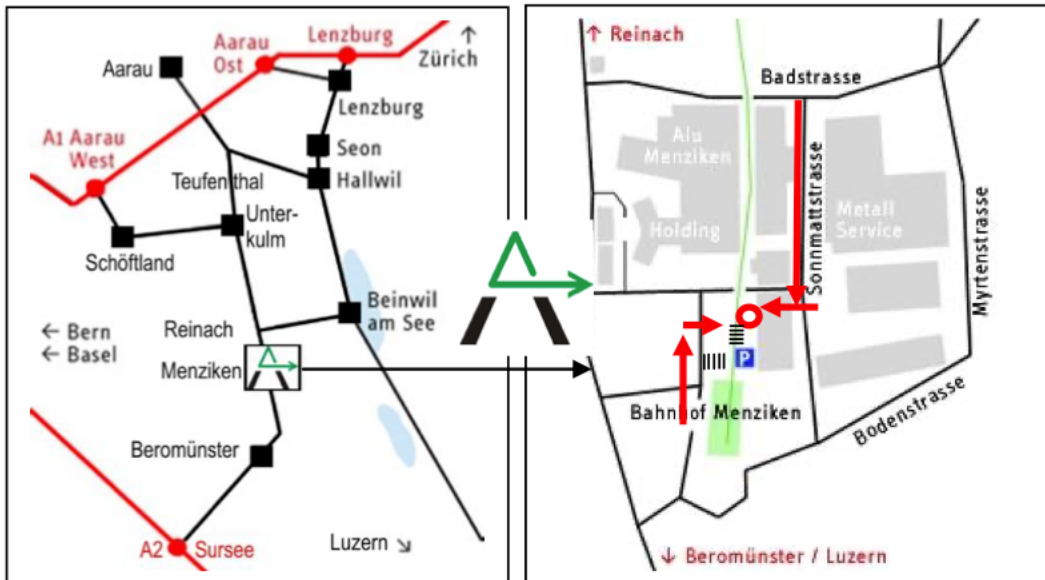 Aarau
Ost
Lenzburg
↑
Zürich
Aarau
Lenzburg
A1 Aarau
West
Seon
Teufenthal
Hallwil
Unter-
kulm
Schöftland
Beinwil
am See
← Bern
← Basel
Reinach
Menziken
Beromünster
A2 Sursee
Luzern ↘
↑ Reinach
Badstrasse
Alu
Menziken
Sonnmattstrasse
Metall
Service
Holding
Myrtenstrasse
P
Bahnhof Menziken
Bodenstrasse
↓ Beromünster / Luzern